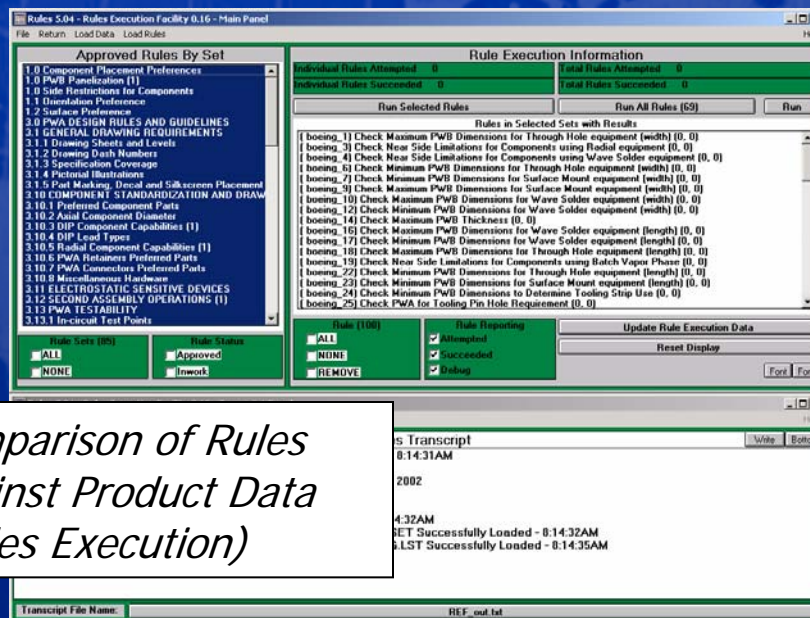 Rules 5.04 - Rules Execution Facility 0.16 - Main Panel
File Return Load Data Load Rules
Approved Rules By Set
1.0 Component Placement Preferences
1.0 PWB Panelization (1)
1.0 Side Restrictions for Components
1.1 Orientation Preference
1.2 Surface Preference
3.0 PWA DESIGN RULES AND GUIDELINES
3.1 GENERAL DRAWING REQUIREMENTS
3.1.1 Drawing Sheets and Levels
3.1.2 Drawing Dash Numbers
3.1.3 Specification Coverage
3.1.4 Pictorial Illustrations
3.1.5 Part Marking, Decal and Silkscreen Placement
3.10 COMPONENT STANDARDIZATION AND DRAW
3.10.1 Preferred Component Parts
3.10.2 Axial Component Diameter
3.10.3 DIP Component Capabilities (1)
3.10.4 DIP Lead Types
3.10.5 Radial Component Capabilities (1)
3.10.6 PWA Retainers Preferred Parts
3.10.7 PWA Connectors Preferred Parts
3.10.8 Miscellaneous Hardware
3.11 ELECTROSTATIC SENSITIVE DEVICES
3.12 SECOND ASSEMBLY OPERATIONS (1)
3.13 PWA TESTABILITY
3.13.1 In-circuit Test Points
Rule Sets (85)
ALL
NONE
Rule Status
Approved
Inwork
Rule Execution Information
Individual Rules Attempted 0 Total Rules Attempted 0
Individual Rules Succeeded 0 Total Rules Succeeded 0
Run Selected Rules Run All Rules (69) Run
Rules in Selected Sets with Results
( boeing_1) Check Maximum PWB Dimensions for Through Hole equipment (width) (0, 0)
( boeing_3) Check Near Side Limitations for Components using Radial equipment (0, 0)
( boeing_4) Check Near Side Limitations for Components using Wave Solder equipment (0, 0)
( boeing_6) Check Minimum PWB Dimensions for Through Hole equipment (width) (0, 0)
( boeing_7) Check Minimum PWB Dimensions for Surface Mount equipment (width) (0, 0)
( boeing_9) Check Maximum PWB Dimensions for Surface Mount equipment (width) (0, 0)
( boeing_10) Check Maximum PWB Dimensions for Wave Solder equipment (width) (0, 0)
( boeing_12) Check Minimum PWB Dimensions for Wave Solder equipment (width) (0, 0)
( boeing_14) Check Maximum PWB Thickness (0, 0)
( boeing_16) Check Maximum PWB Dimensions for Wave Solder equipment (length) (0, 0)
( boeing_17) Check Minimum PWB Dimensions for Wave Solder equipment (length) (0, 0)
( boeing_18) Check Maximum PWB Dimensions for Through Hole equipment (length) (0, 0)
( boeing_19) Check Near Side Limitations for Components using Batch Vapor Phase (0, 0)
( boeing_22) Check Minimum PWB Dimensions for Through Hole equipment (length) (0, 0)
( boeing_23) Check Minimum PWB Dimensions for Surface Mount equipment (length) (0, 0)
( boeing_24) Check Minimum PWB Dimensions to Determine Tooling Strip Use (0, 0)
( boeing_25) Check PWA for Tooling Pin Hole Requirement (0, 0)
Rule (100)
ALL
NONE
REMOVE
Rule Reporting
Attempted
Succeeded
Debug
Update Rule Execution Data
Reset Display
Font For
mparison of Rules
inst Product Data
les Execution)
s Transcript Write Botto
8:14:31AM
2002
4:32AM
SET Successfully Loaded - 8:14:32AM
.LST Successfully Loaded - 8:14:35AM
Transcript File Name: REF_out.txt